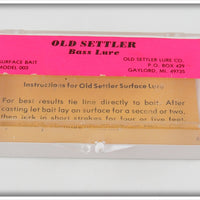 OLD SETTLER
Bass Lure
SURFACE BAIT
MODEL 003
OLD SETTLER LURE CO.
P.O. BOX 429
GAYLORD, MI. 49735
Instructions for Old Settler Surface Lure
For best results tie line directly to bait. After
casting let bait lay on surface for a second or two,
then jerk in short strokes for four or five feet.